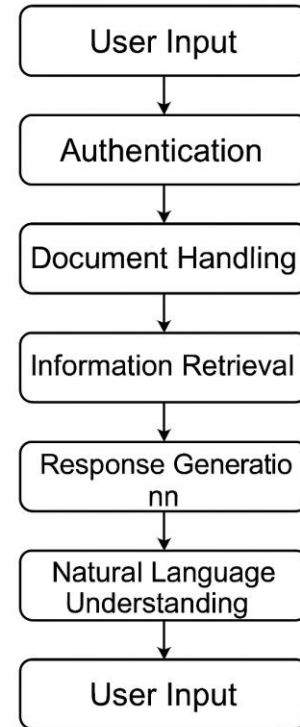 User Input
Authentication
Document Handling
Information Retrieval
Response Generatio
nn
Natural Language
Understanding
User Input